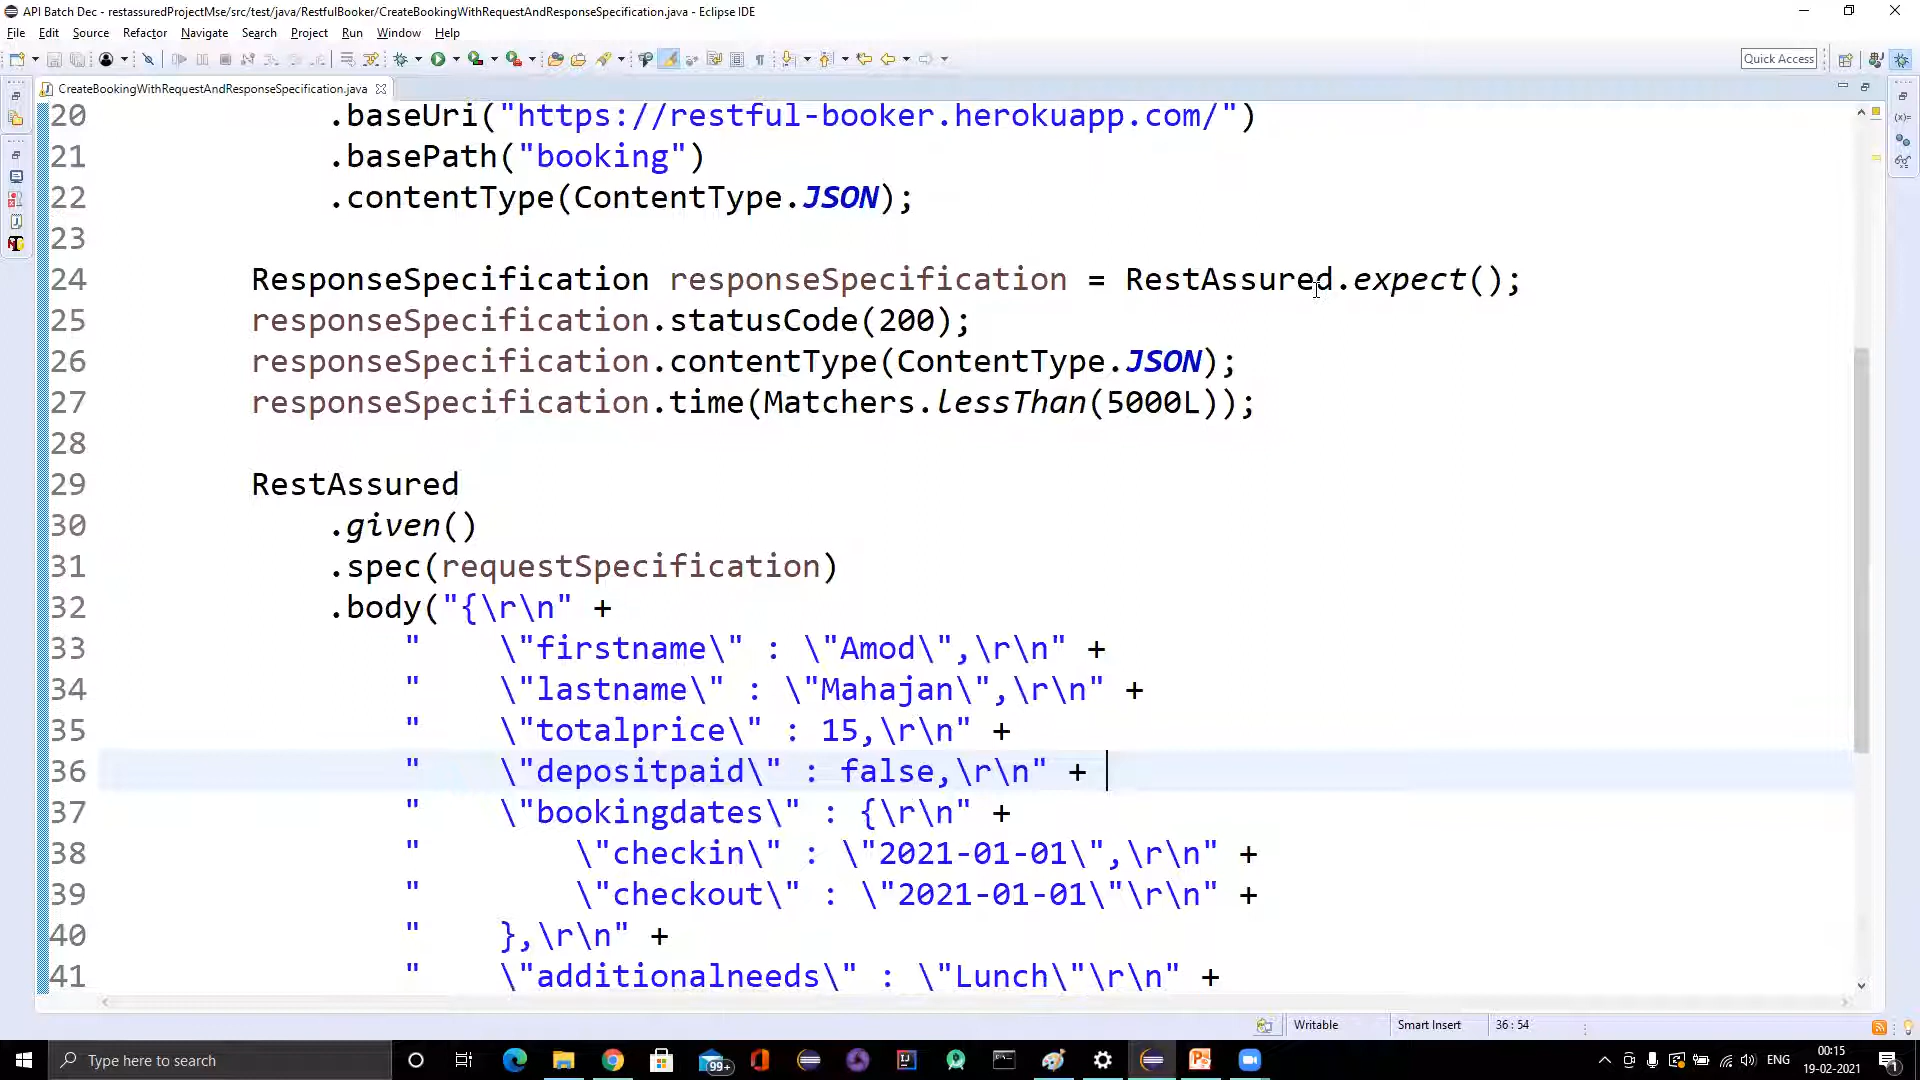 API Batch Dec - restassuredProjectMse/src/test/java/RestfulBooker/CreateBookingWithRequestAndResponseSpecification.java - Eclipse IDE
File Edit Source Refactor Navigate Search Project Run Window Help
Quick Access
CreateBookingWithRequestAndResponseSpecification.java
20 .baseUri("https://restful-booker.herokuapp.com/")
21 .basePath("booking")
22 .contentType(ContentType.JSON);
23
24 ResponseSpecification responseSpecification = RestAssured.expect();
25 responseSpecification.statusCode(200);
26 responseSpecification.contentType(ContentType.JSON);
27 responseSpecification.time(Matchers.lessThan(5000L));
28
29 RestAssured
30 .given()
31 .spec(requestSpecification)
32 .body("{\r\n" +
33 " \"firstname\" : \"Amod\",\r\n" +
34 " \"lastname\" : \"Mahajan\",\r\n" +
35 " \"totalprice\" : 15,\r\n" +
36 " \"depositpaid\" : false,\r\n" +
37 " \"bookingdates\" : {\r\n" +
38 " \"checkin\" : \"2021-01-01\",\r\n" +
39 " \"checkout\" : \"2021-01-01\"\r\n" +
40 " },\r\n" +
41 " \"additionalneeds\" : \"Lunch\"\r\n" +
Writable Smart Insert 36 : 54
Type here to search
99+
ENG
00:15
19-02-2021
1